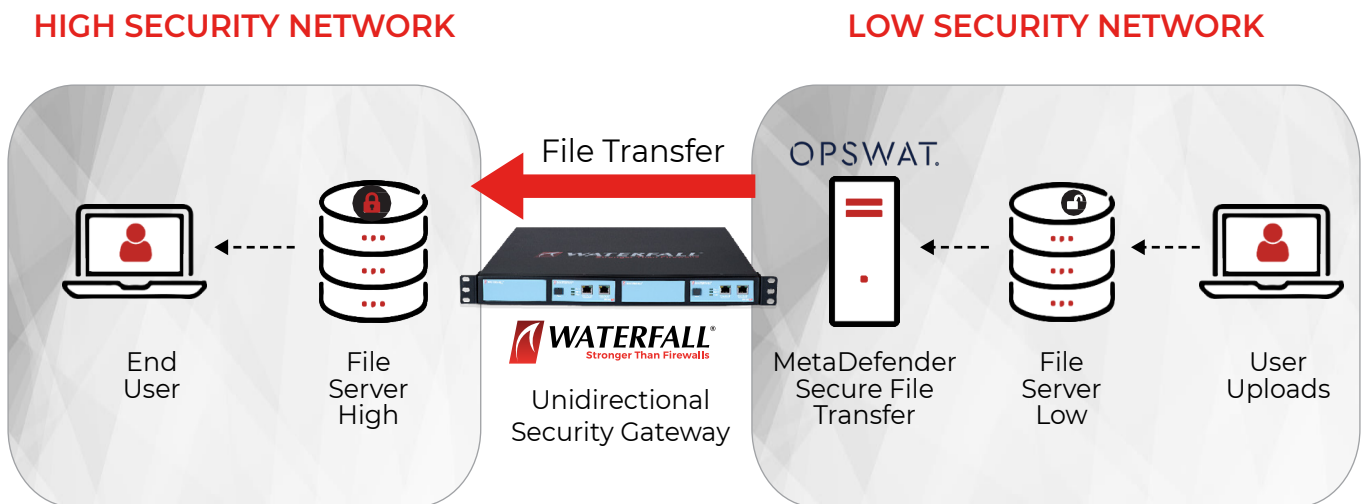 HIGH SECURITY NETWORK
LOW SECURITY NETWORK
File Transfer
OPSWAT.
WATERFALL
WATERFALL®
Stronger Than Firewalls
Unidirectional
Security Gateway
End
User
File
Server
High
MetaDefender
Secure File
Transfer
File
Server
Low
User
Uploads